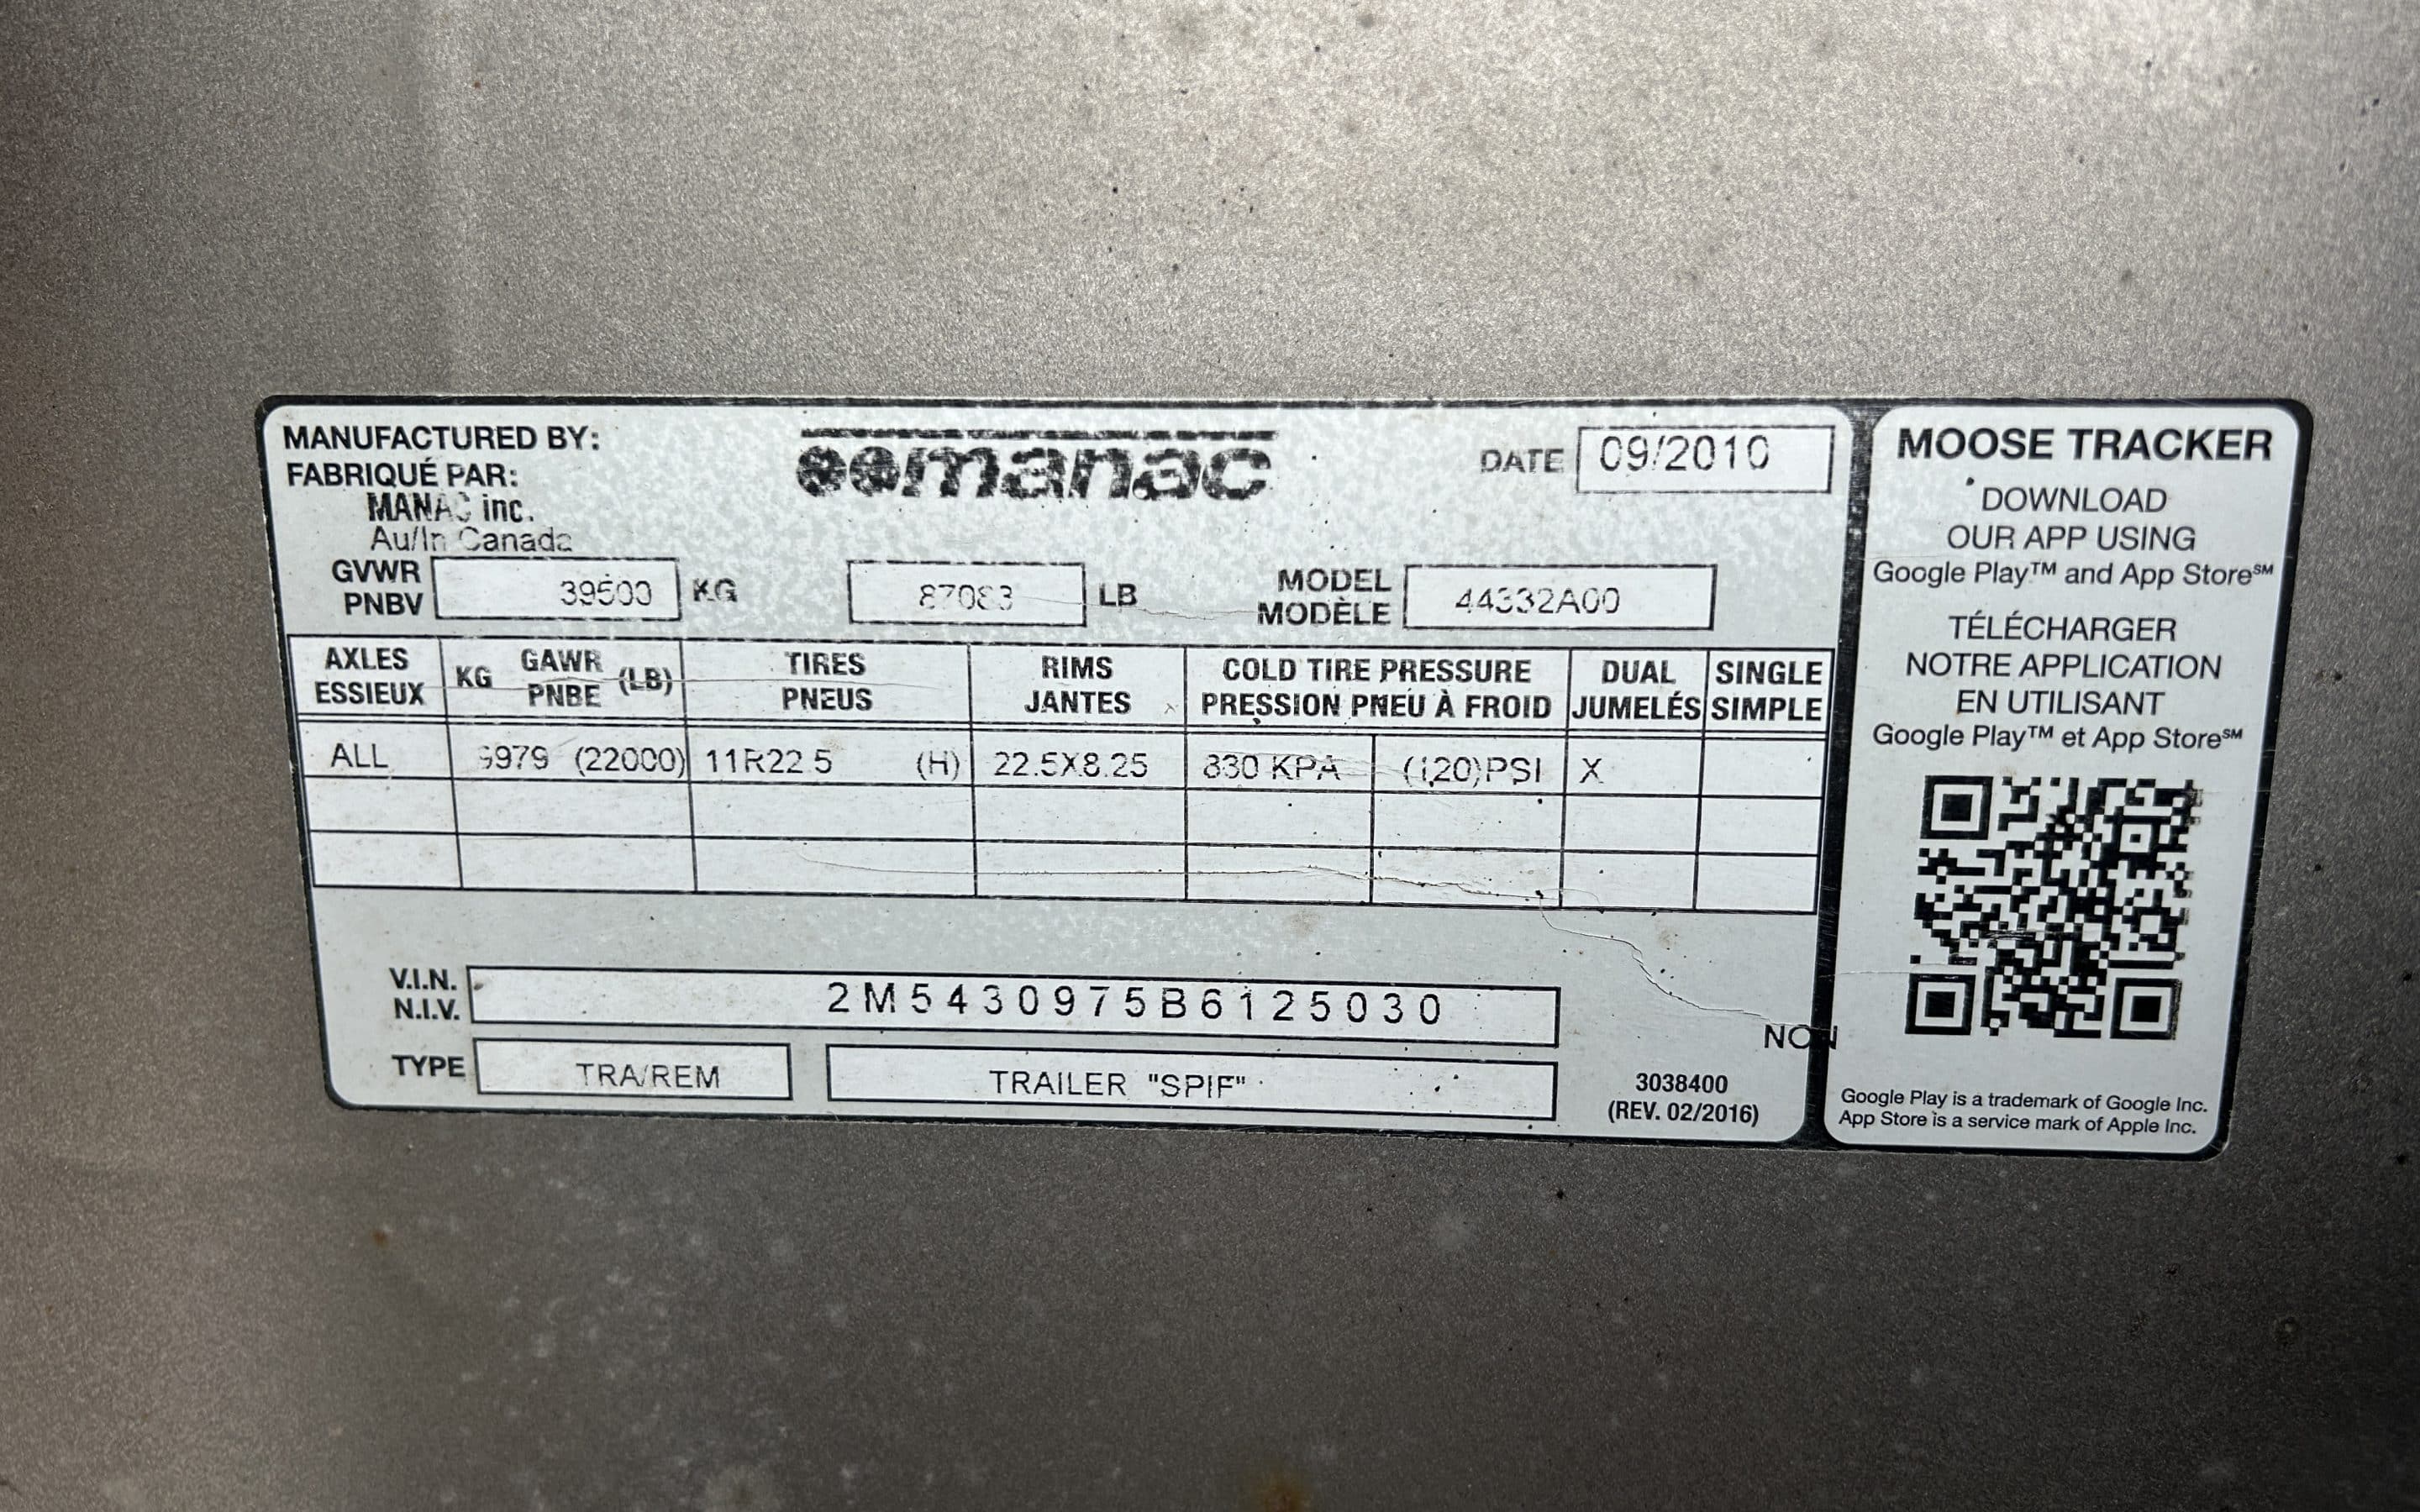 MANUFACTURED BY:
FABRIQUÉ PAR:
MANAC inc.
Au/In Canada
manac
DATE 09/2010
GVWR
PNBV
39500 KG
87083 LB
MODEL
MODÈLE
44332A00
AXLES
ESSIEUX
KG GAWR (LB)
PNBE
TIRES
PNEUS
RIMS
JANTES
COLD TIRE PRESSURE
PRESSION PNEU À FROID
DUAL
JUMELÉS
SINGLE
SIMPLE
ALL 9979 (22000) 11R22.5 (H) 22.5X8.25 830 KPA (120)PSI X
V.I.N.
N.I.V.
2M5430975B6125030
TYPE TRA/REM TRAILER "SPIF"
NON
3038400
(REV. 02/2016)
MOOSE TRACKER
DOWNLOAD
OUR APP USING
Google Play™ and App Store℠
TÉLÉCHARGER
NOTRE APPLICATION
EN UTILISANT
Google Play™ et App Store℠
Google Play is a trademark of Google Inc.
App Store is a service mark of Apple Inc.